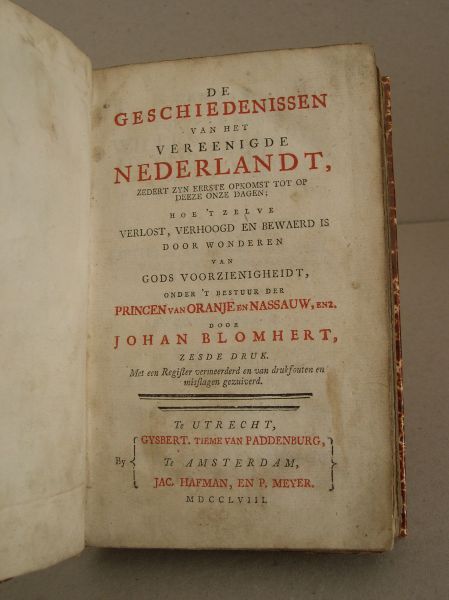 DE
GESCHIEDENISSEN
VAN HET
VEREENIGDE
NEDERLANDT,
ZEDERT ZYN EERSTE OPKOMST TOT OP
DEEZE ONZE DAGEN;
HOE 'T ZELVE
VERLOST, VERHOOGD EN BEWAERD IS
DOOR WONDEREN
VAN
GODS VOORZIENIGHEIDT,
ONDER 'T BESTUUR DER
PRINCEN VAN ORANJE EN NASSAUW, ENZ.
DOOR
JOHAN BLOMHERT,
ZESDE DRUK.
Met een Register vermeerderd en van drukfouten en
misslagen gezuiverd.
Te UTRECHT,
GYSBERT. TIEME VAN PADDENBURG,
By Te AMSTERDAM,
JAC. HAFMAN, EN P. MEYER.
MDCCLVIII.